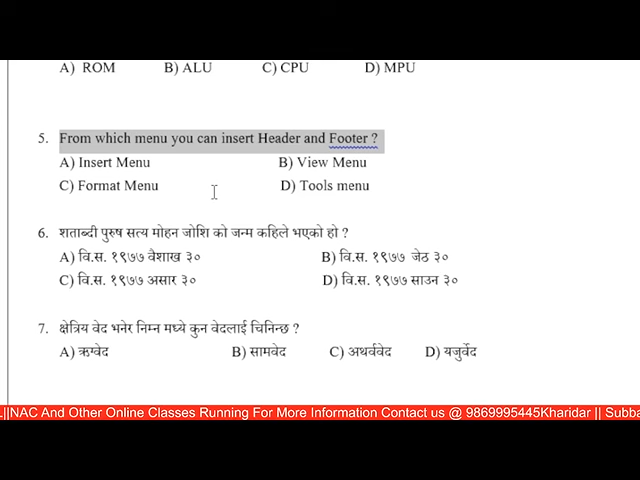 A) ROM B) ALU C) CPU D) MPU
5. From which menu you can insert Header and Footer ?
A) Insert Menu B) View Menu
C) Format Menu D) Tools menu
6. शताब्दी पुरुष सत्य मोहन जोशि को जन्म कहिले भएको हो ?
A) वि.स. १९७७ वैशाख ३० B) वि.स. १९७७ जेठ ३०
C) वि.स. १९७७ असार ३० D) वि.स. १९७७ साउन ३०
7. क्षेत्रिय वेद भनेर निम्न मध्ये कुन वेदलाई चिनिन्छ ?
A) ऋग्वेद B) सामवेद C) अथर्ववेद D) यजुर्वेद
||NAC And Other Online Classes Running For More Information Contact us @ 9869995445Kharidar || Subba